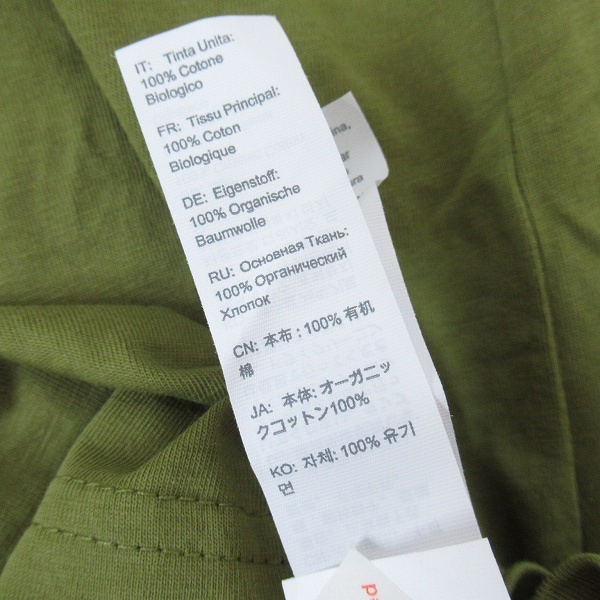 IT: Tinta Unita:
100% Cotone
Biologico
FR: Tissu Principal:
100% Coton
Biologique
DE: Eigenstoff:
100% Organische
Baumwolle
RU: Основная Ткань:
100% Органический
Хлопок
CN: 本布 : 100% 有机
棉
JA: 本体: オーガニッ
クコットン100%
KO: 자체: 100% 유기
면